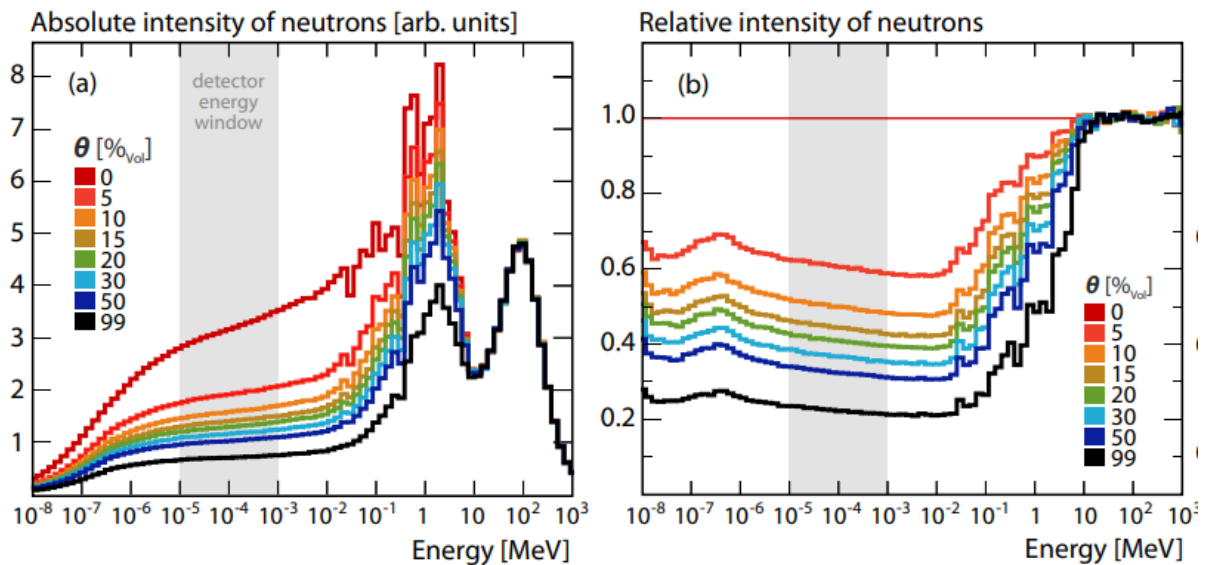 Absolute intensity of neutrons [arb. units]
(a)
detector
energy
window
θ [%Vol]
0
5
10
15
20
30
50
99
8
7
6
5
4
3
2
1
10⁻⁸ 10⁻⁷ 10⁻⁶ 10⁻⁵ 10⁻⁴ 10⁻³ 10⁻² 10⁻¹ 1 10¹ 10² 10³
Energy [MeV]
Relative intensity of neutrons
(b)
1.0
0.8
0.6
0.4
0.2
θ [%Vol]
0
5
10
15
20
30
50
99
10⁻⁸ 10⁻⁷ 10⁻⁶ 10⁻⁵ 10⁻⁴ 10⁻³ 10⁻² 10⁻¹ 1 10¹ 10² 10³
Energy [MeV]